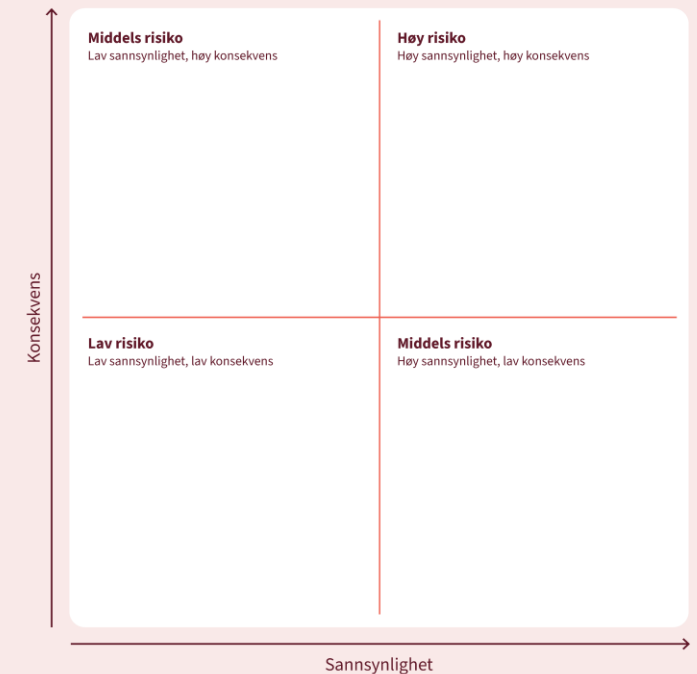 Middels risiko
Lav sannsynlighet, høy konsekvens
Høy risiko
Høy sannsynlighet, høy konsekvens
Konsekvens
Lav risiko
Lav sannsynlighet, lav konsekvens
Middels risiko
Høy sannsynlighet, lav konsekvens
Sannsynlighet